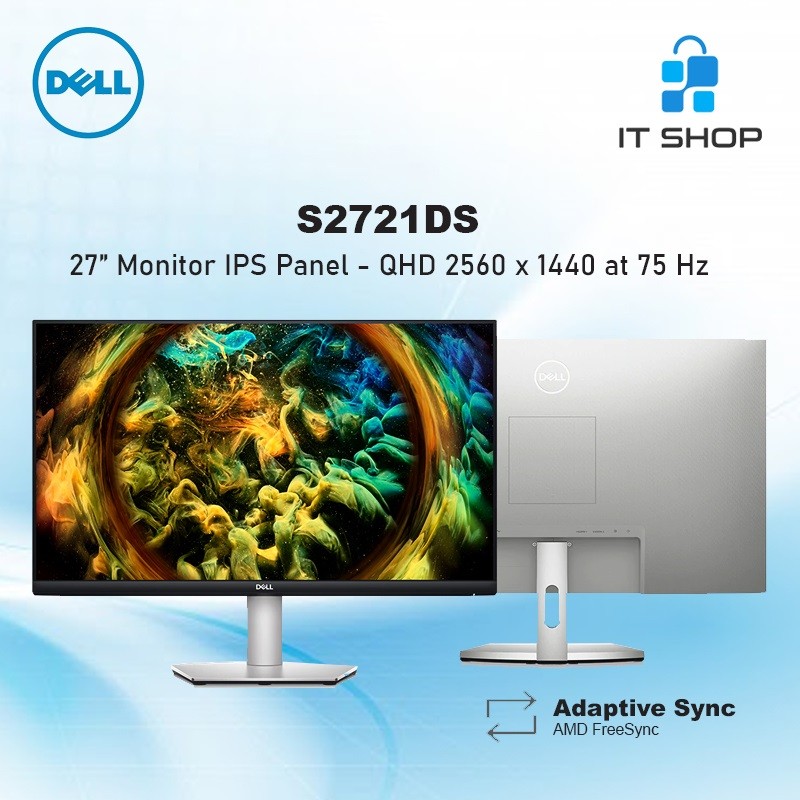 DELL
IT SHOP
S2721DS
27” Monitor IPS Panel - QHD 2560 x 1440 at 75 Hz
DELL
DELL
Adaptive Sync
AMD FreeSync